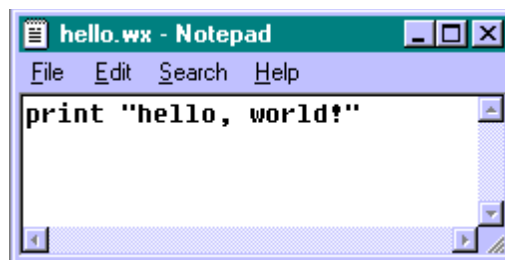 hello.wx - Notepad
File Edit Search Help
print "hello, world!"